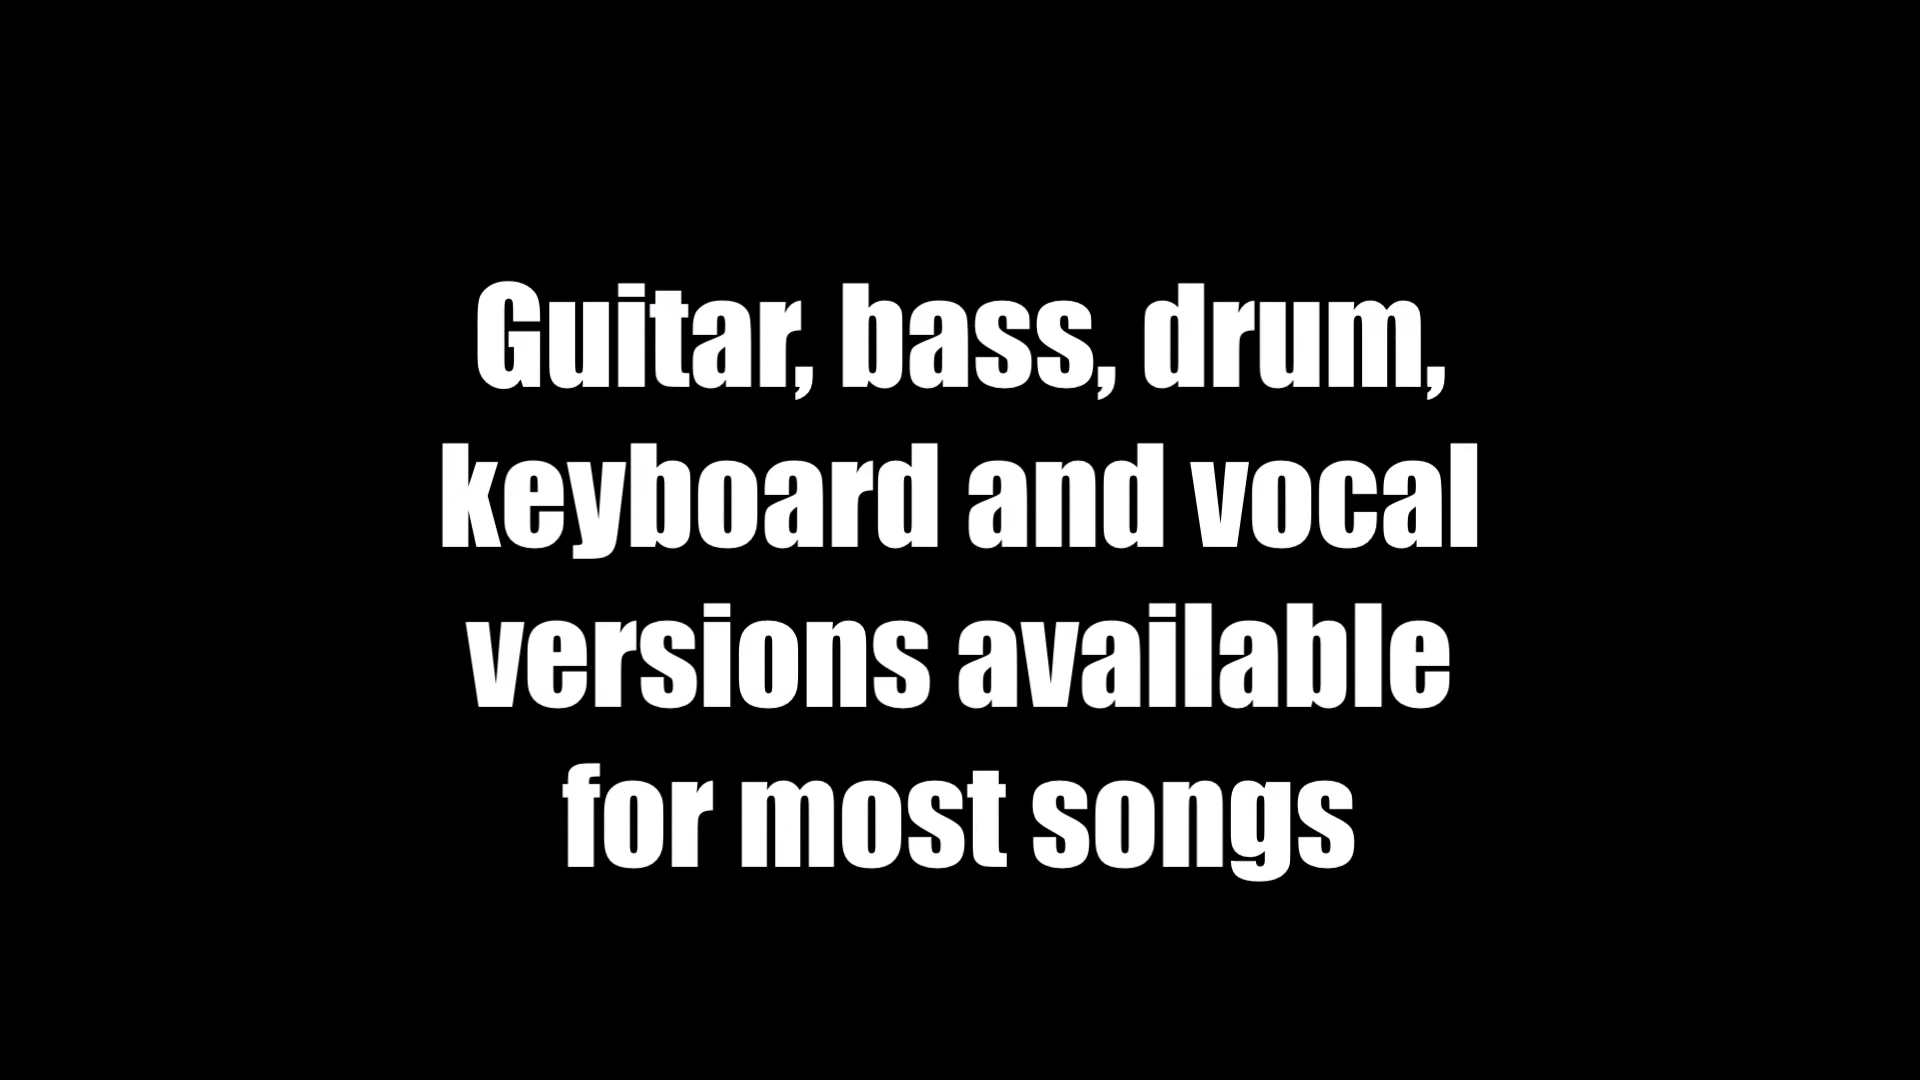 Guitar, bass, drum,
keyboard and vocal
versions available
for most songs